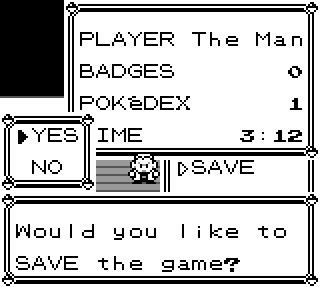 PLAYER The Man
BADGES 0
POKéDEX 1
IME 3:12
YES
NO
SAVE
Would you like to
SAVE the game?